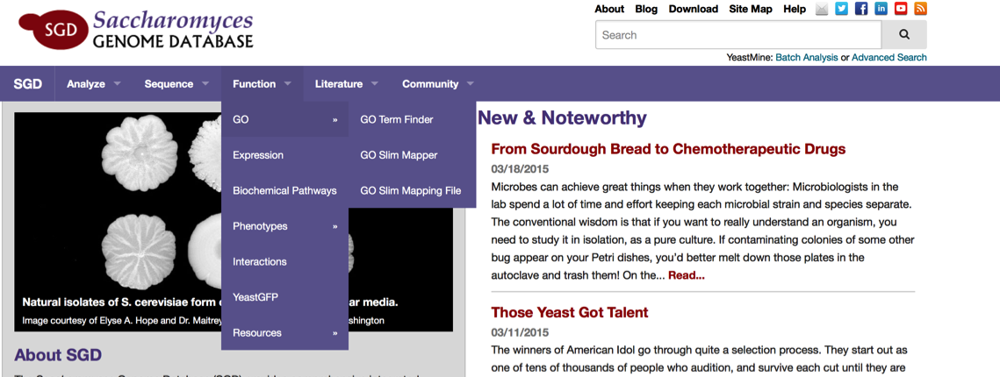 SGD
Saccharomyces
GENOME DATABASE
About Blog Download Site Map Help
Search
YeastMine: Batch Analysis or Advanced Search
SGD Analyze Sequence Function Literature Community
GO »
Expression
Biochemical Pathways
Phenotypes »
Interactions
YeastGFP
Resources »
GO Term Finder
GO Slim Mapper
GO Slim Mapping File
Natural isolates of S. cerevisiae form ar media.
Image courtesy of Elyse A. Hope and Dr. Maitrey shington
About SGD
New & Noteworthy
From Sourdough Bread to Chemotherapeutic Drugs
03/18/2015
Microbes can achieve great things when they work together: Microbiologists in the
lab spend a lot of time and effort keeping each microbial strain and species separate.
The conventional wisdom is that if you want to really understand an organism, you
need to study it in isolation, as a pure culture. If contaminating colonies of some other
bug appear on your Petri dishes, you’d better melt down those plates in the
autoclave and trash them! On the... Read...
Those Yeast Got Talent
03/11/2015
The winners of American Idol go through quite a selection process. They start out as
one of tens of thousands of people who audition, and survive each cut until they are